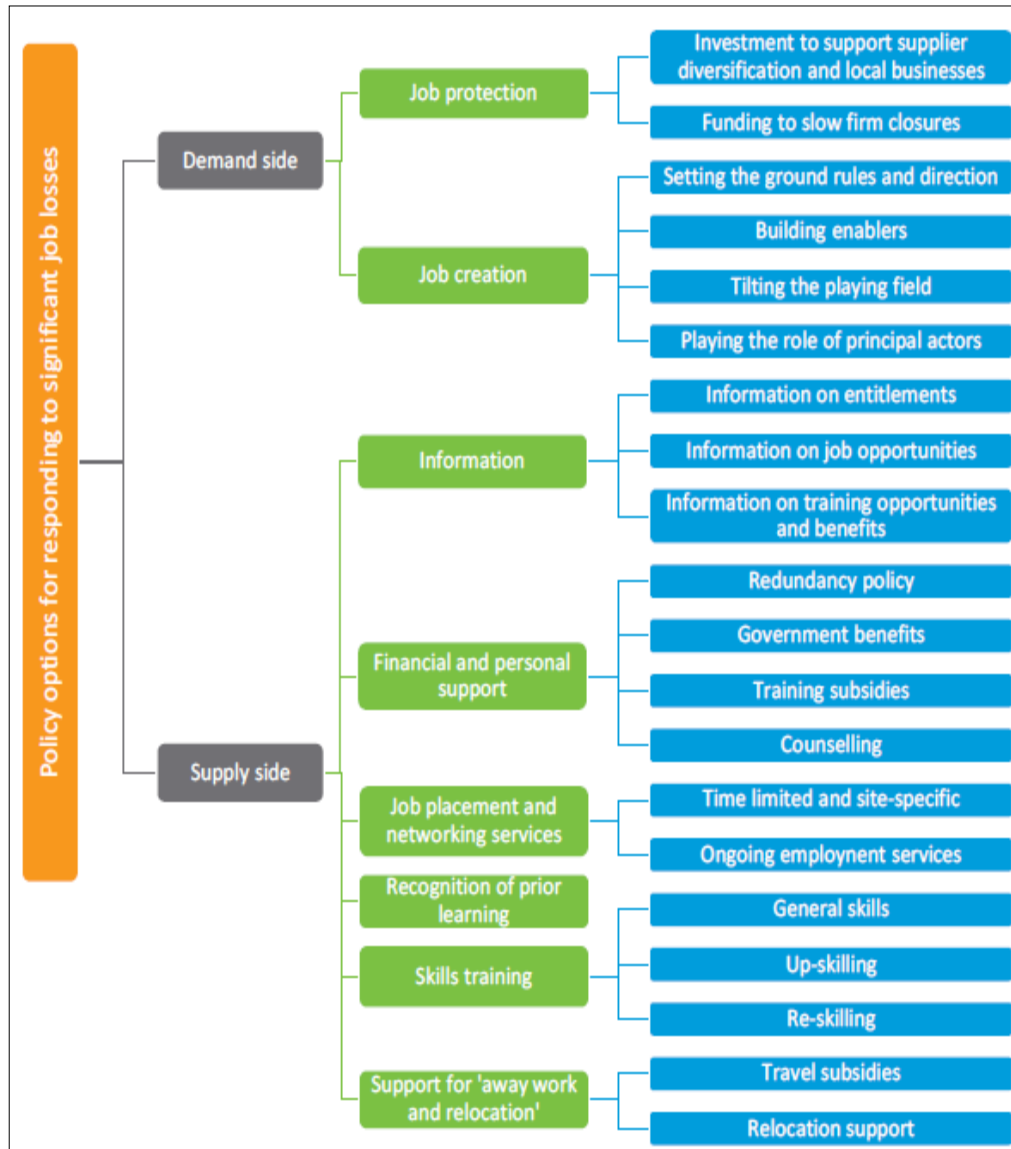 Policy options for responding to significant job losses
Demand side
Job protection
Investment to support supplier
diversification and local businesses
Funding to slow firm closures
Job creation
Setting the ground rules and direction
Building enablers
Tilting the playing field
Playing the role of principal actors
Supply side
Information
Information on entitlements
Information on job opportunities
Information on training opportunities
and benefits
Financial and personal
support
Redundancy policy
Government benefits
Training subsidies
Counselling
Job placement and
networking services
Time limited and site-specific
Ongoing employnent services
Recognition of prior
learning
Skills training
General skills
Up-skilling
Re-skilling
Support for 'away work
and relocation'
Travel subsidies
Relocation support